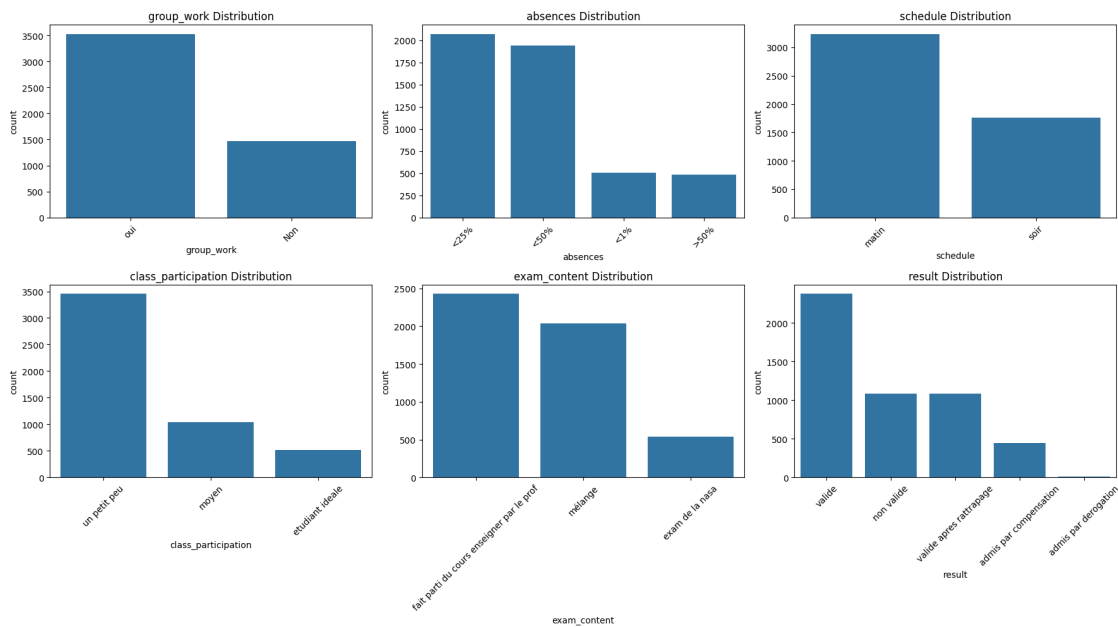 group_work Distribution
3500
3000
2500
2000
1500
1000
500
0
count
oui
Non
group_work
absences Distribution
2000
1750
1500
1250
1000
750
500
250
0
count
<25%
<50%
<1%
>50%
absences
schedule Distribution
3000
2500
2000
1500
1000
500
0
count
matin
soir
schedule
class_participation Distribution
3500
3000
2500
2000
1500
1000
500
0
count
un petit peu
moyen
etudiant ideale
class_participation
exam_content Distribution
2500
2000
1500
1000
500
0
count
fait parti du cours enseigner par le prof
mélange
exam de la nasa
exam_content
result Distribution
2000
1500
1000
500
0
count
valide
non valide
valide apres rattrapage
admis par compensation
admis par derogation
result